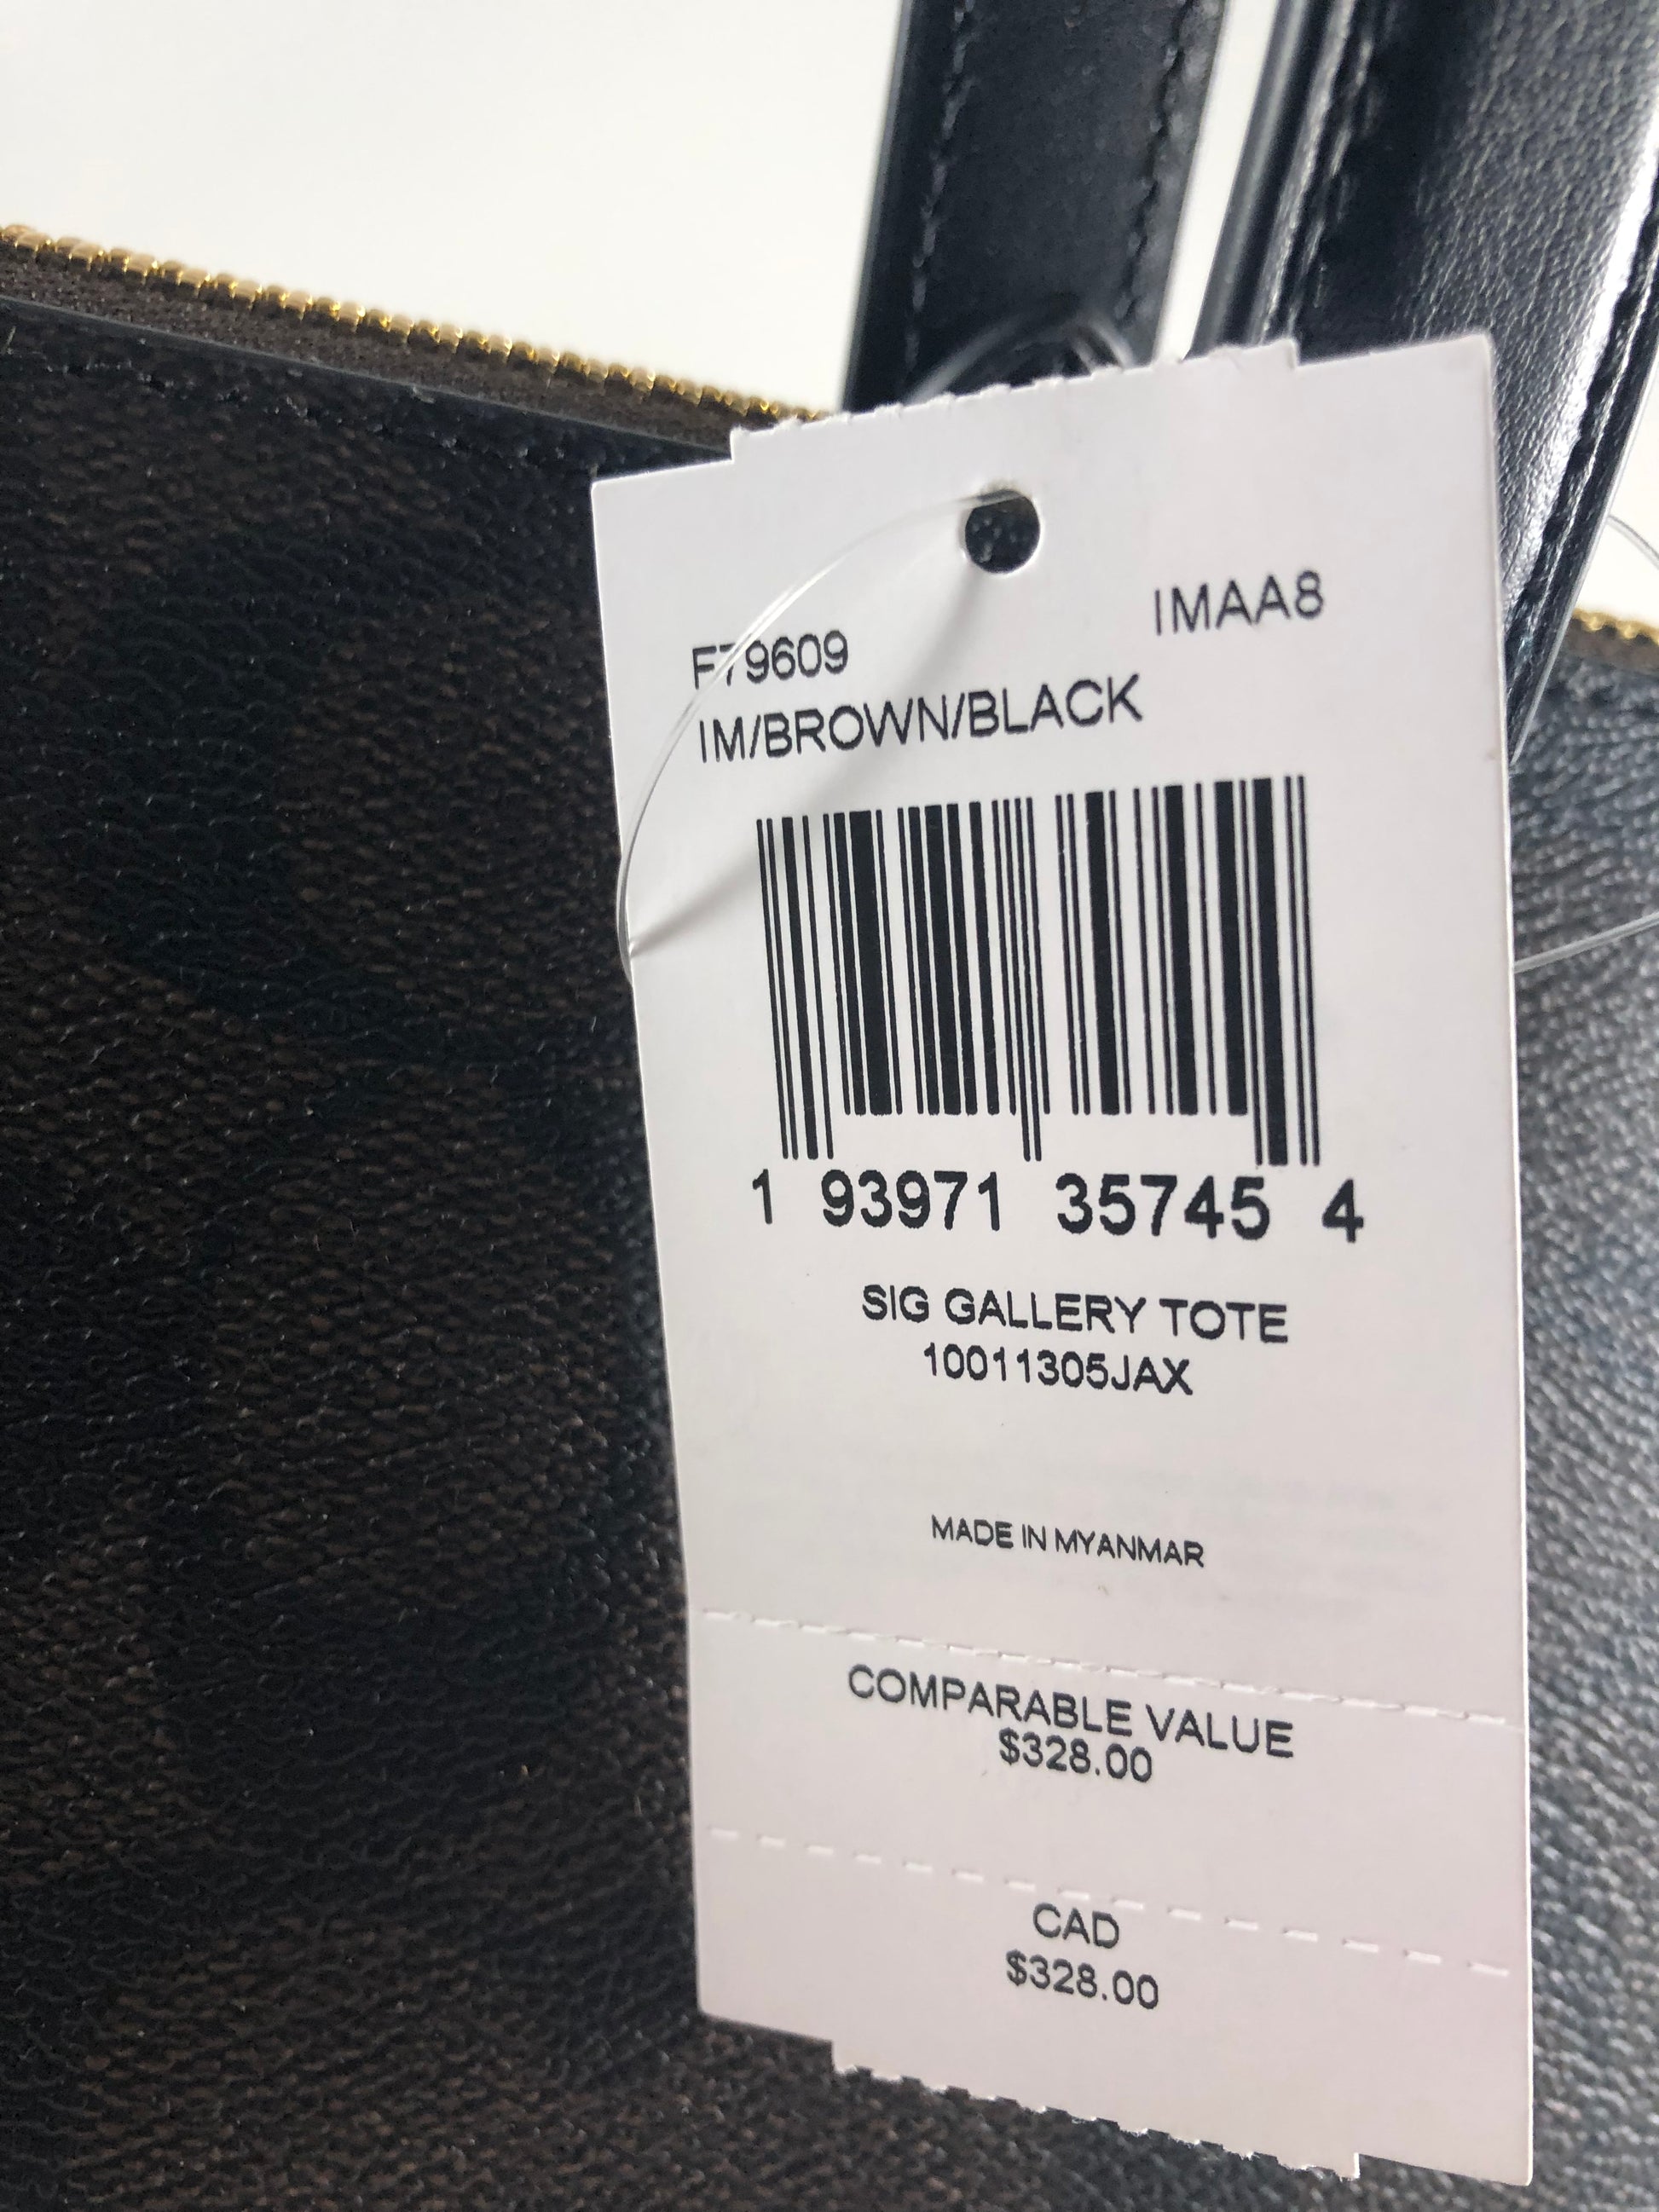 F79609 IMAA8
IM/BROWN/BLACK
1 93971 35745 4
SIG GALLERY TOTE
10011305JAX
MADE IN MYANMAR
COMPARABLE VALUE
$328.00
CAD
$328.00